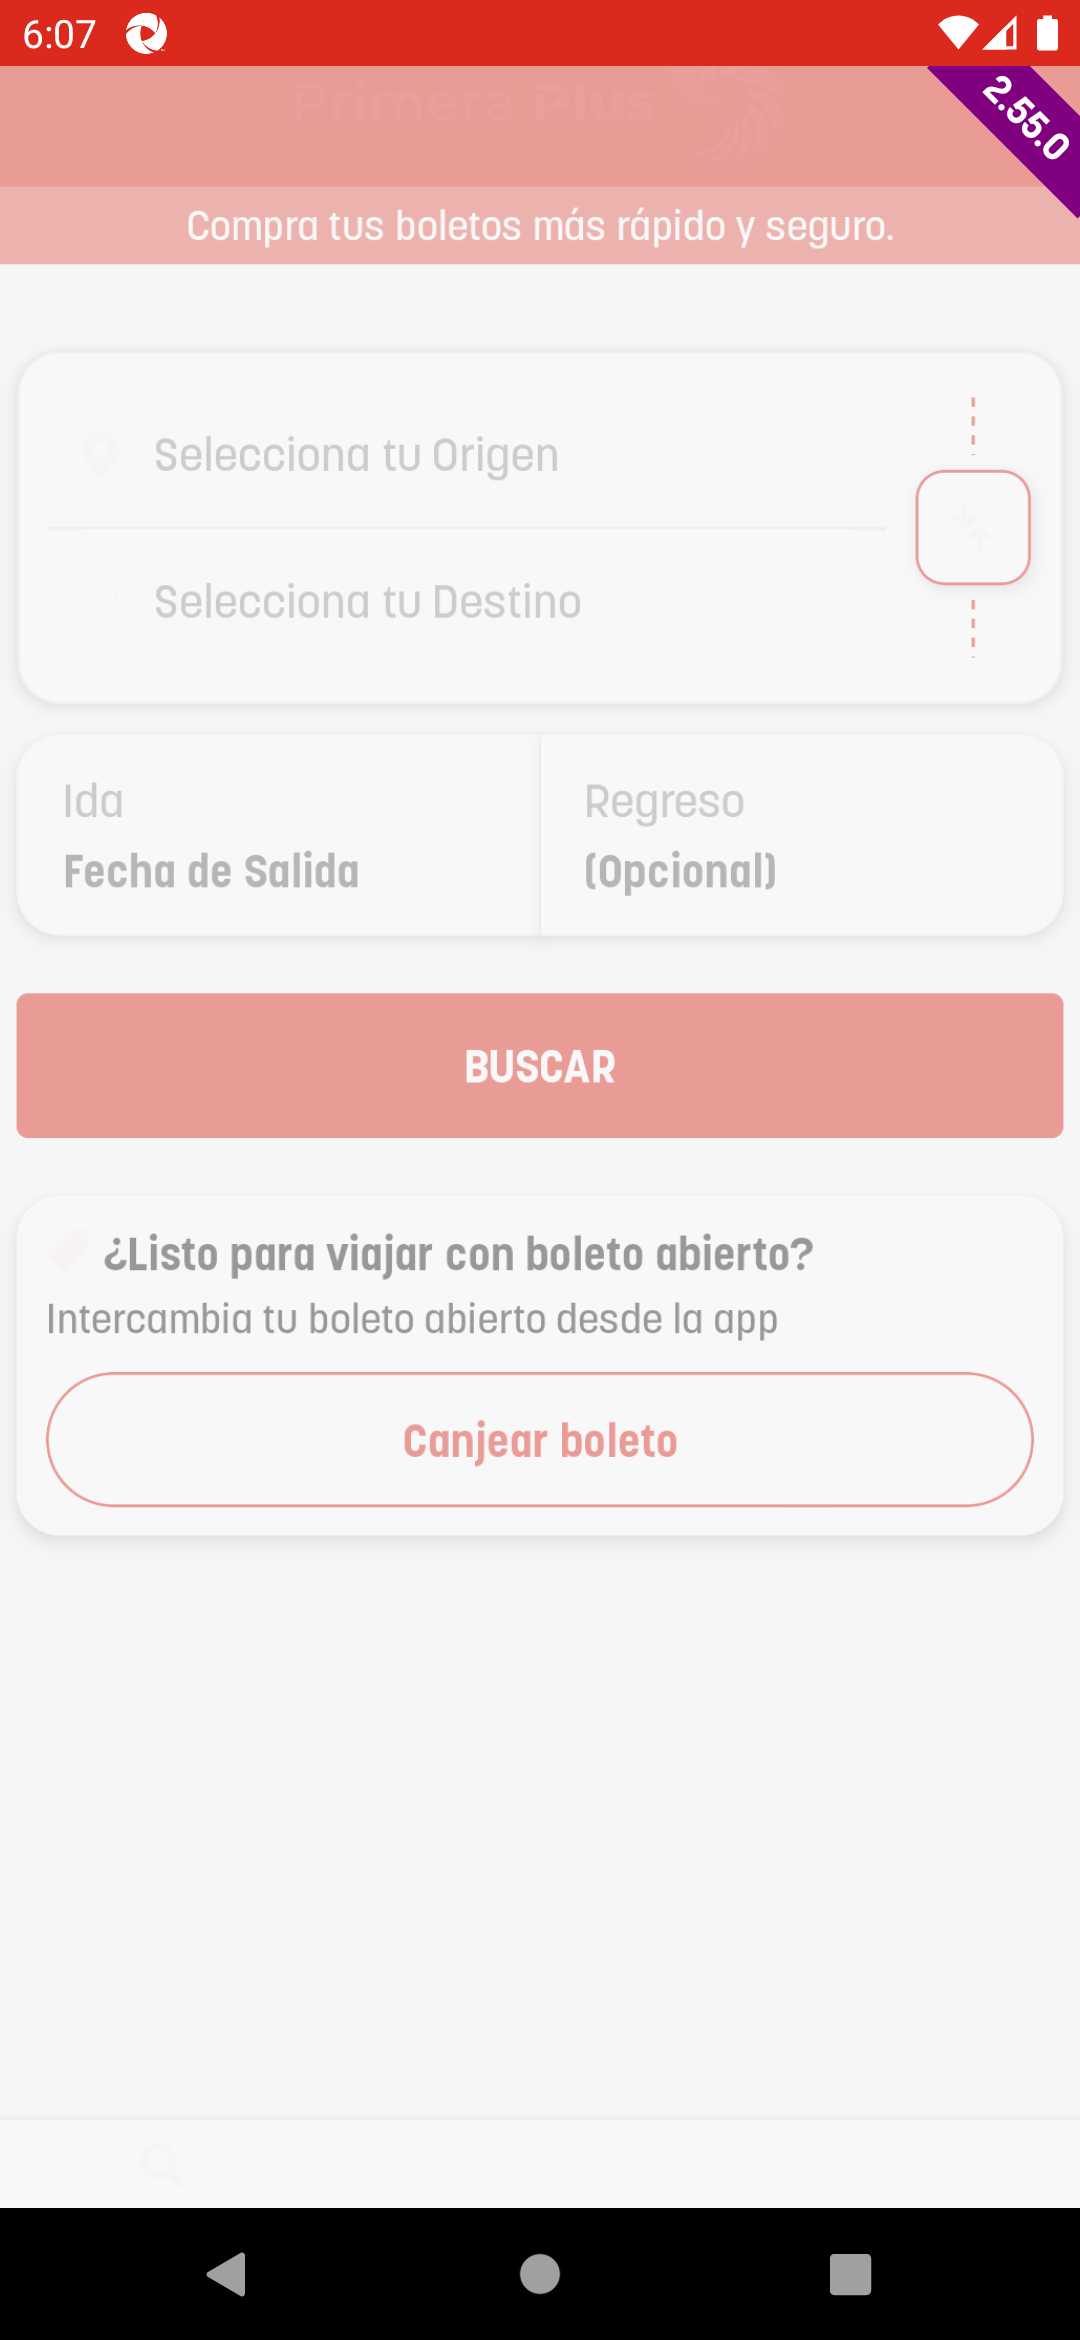 6:07
Primera Plus
2.55.0
Compra tus boletos más rápido y seguro.
Selecciona tu Origen
Selecciona tu Destino
Ida
Fecha de Salida
Regreso
(Opcional)
BUSCAR
¿Listo para viajar con boleto abierto?
Intercambia tu boleto abierto desde la app
Canjear boleto